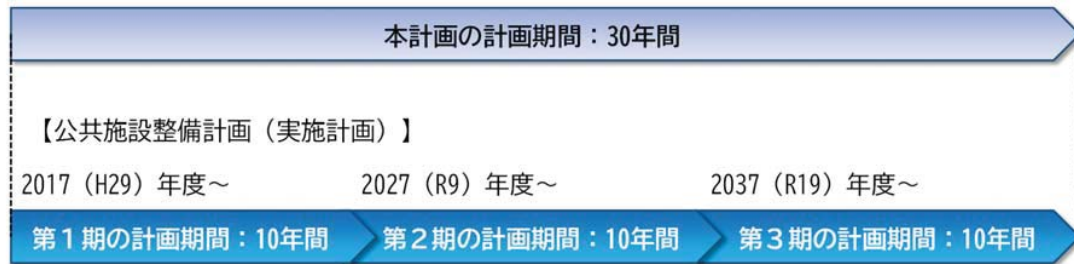 本計画の計画期間：30年間
【公共施設整備計画（実施計画）】
2017（H29）年度～ 2027（R9）年度～ 2037（R19）年度～
第１期の計画期間：10年間 第２期の計画期間：10年間 第３期の計画期間：10年間